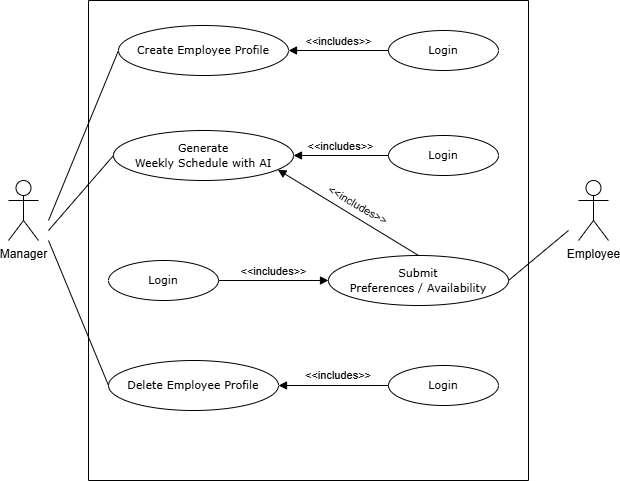 <<includes>>
Create Employee Profile
Login
Generate
Weekly Schedule with AI
<<includes>>
Login
<<includes>>
Manager
Employee
Login
<<includes>>
Submit
Preferences / Availability
Delete Employee Profile
<<includes>>
Login